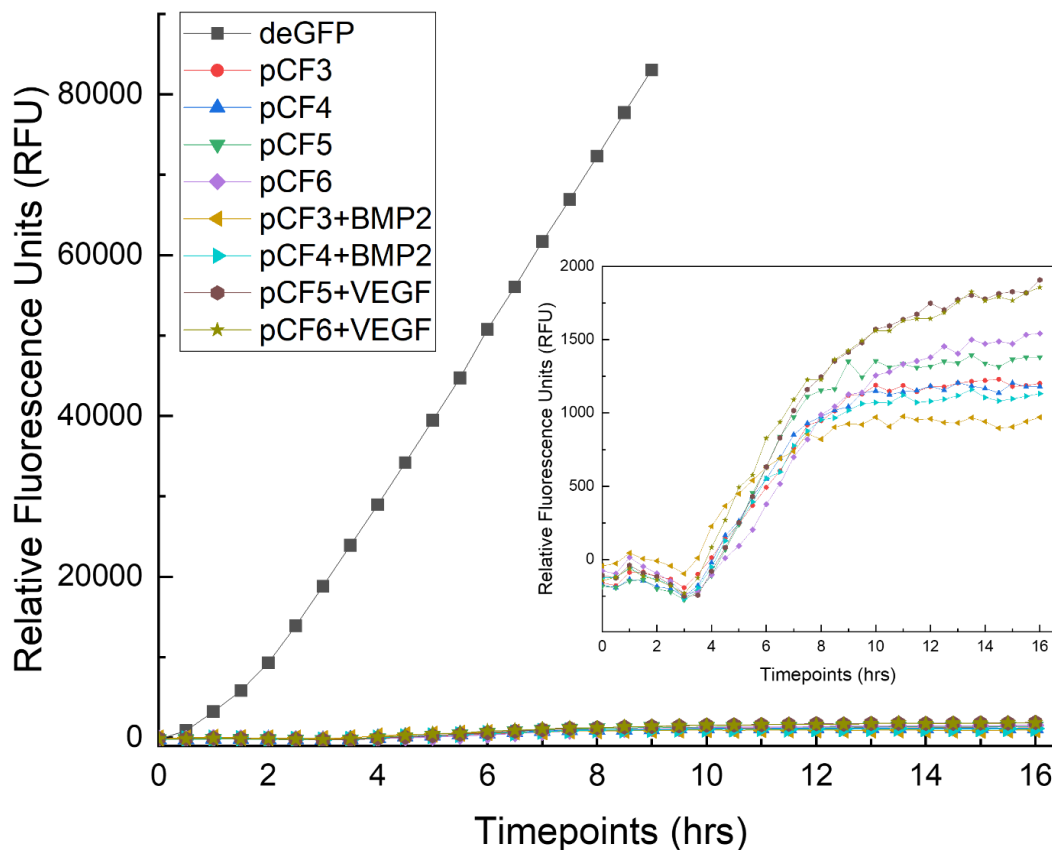 deGFP
pCF3
pCF4
pCF5
pCF6
pCF3+BMP2
pCF4+BMP2
pCF5+VEGF
pCF6+VEGF
Relative Fluorescence Units (RFU)
80000
60000
40000
20000
0
0 2 4 6 8 10 12 14 16
Timepoints (hrs)
Relative Fluorescence Units (RFU)
2000
1500
1000
500
0
0 2 4 6 8 10 12 14 16
Timepoints (hrs)